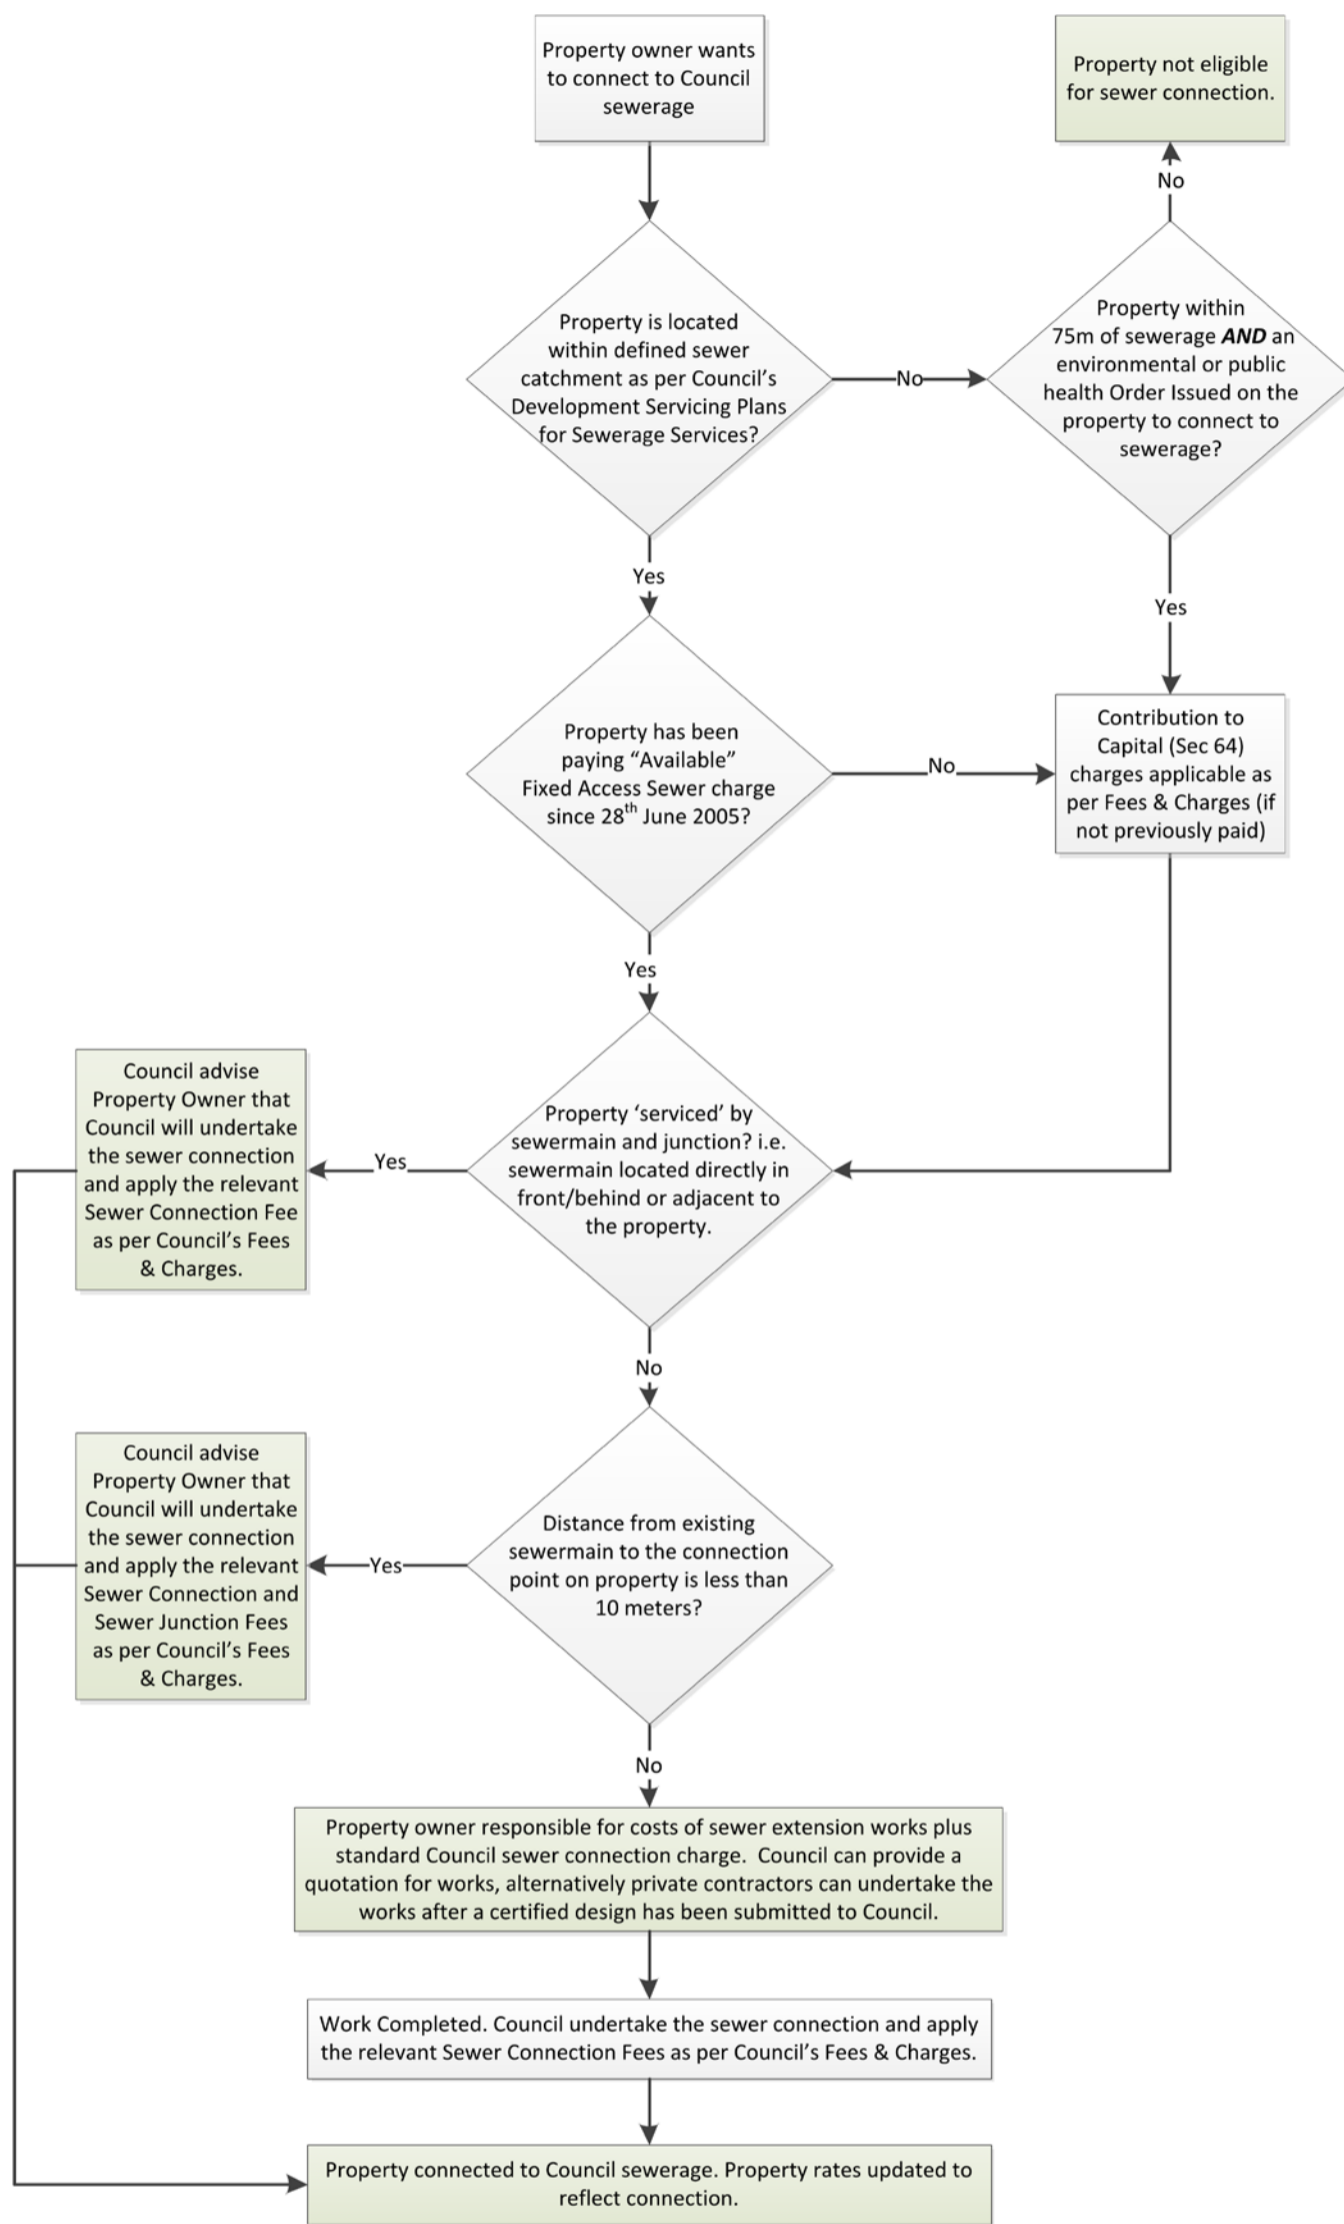 Property owner wants
to connect to Council
sewerage
Property not eligible
for sewer connection.
No
Property is located
within defined sewer
catchment as per Council’s
Development Servicing Plans
for Sewerage Services?
No
Property within
75m of sewerage AND an
environmental or public
health Order Issued on the
property to connect to
sewerage?
Yes
Yes
Property has been
paying “Available”
Fixed Access Sewer charge
since 28th June 2005?
No
Contribution to
Capital (Sec 64)
charges applicable as
per Fees & Charges (if
not previously paid)
Yes
Council advise
Property Owner that
Council will undertake
the sewer connection
and apply the relevant
Sewer Connection Fee
as per Council’s Fees
& Charges.
Yes
Property ‘serviced’ by
sewermain and junction? i.e.
sewermain located directly in
front/behind or adjacent to
the property.
No
Council advise
Property Owner that
Council will undertake
the sewer connection
and apply the relevant
Sewer Connection and
Sewer Junction Fees
as per Council’s Fees
& Charges.
Yes
Distance from existing
sewermain to the connection
point on property is less than
10 meters?
No
Property owner responsible for costs of sewer extension works plus
standard Council sewer connection charge.  Council can provide a
quotation for works, alternatively private contractors can undertake the
works after a certified design has been submitted to Council.
Work Completed. Council undertake the sewer connection and apply
the relevant Sewer Connection Fees as per Council’s Fees & Charges.
Property connected to Council sewerage. Property rates updated to
reflect connection.